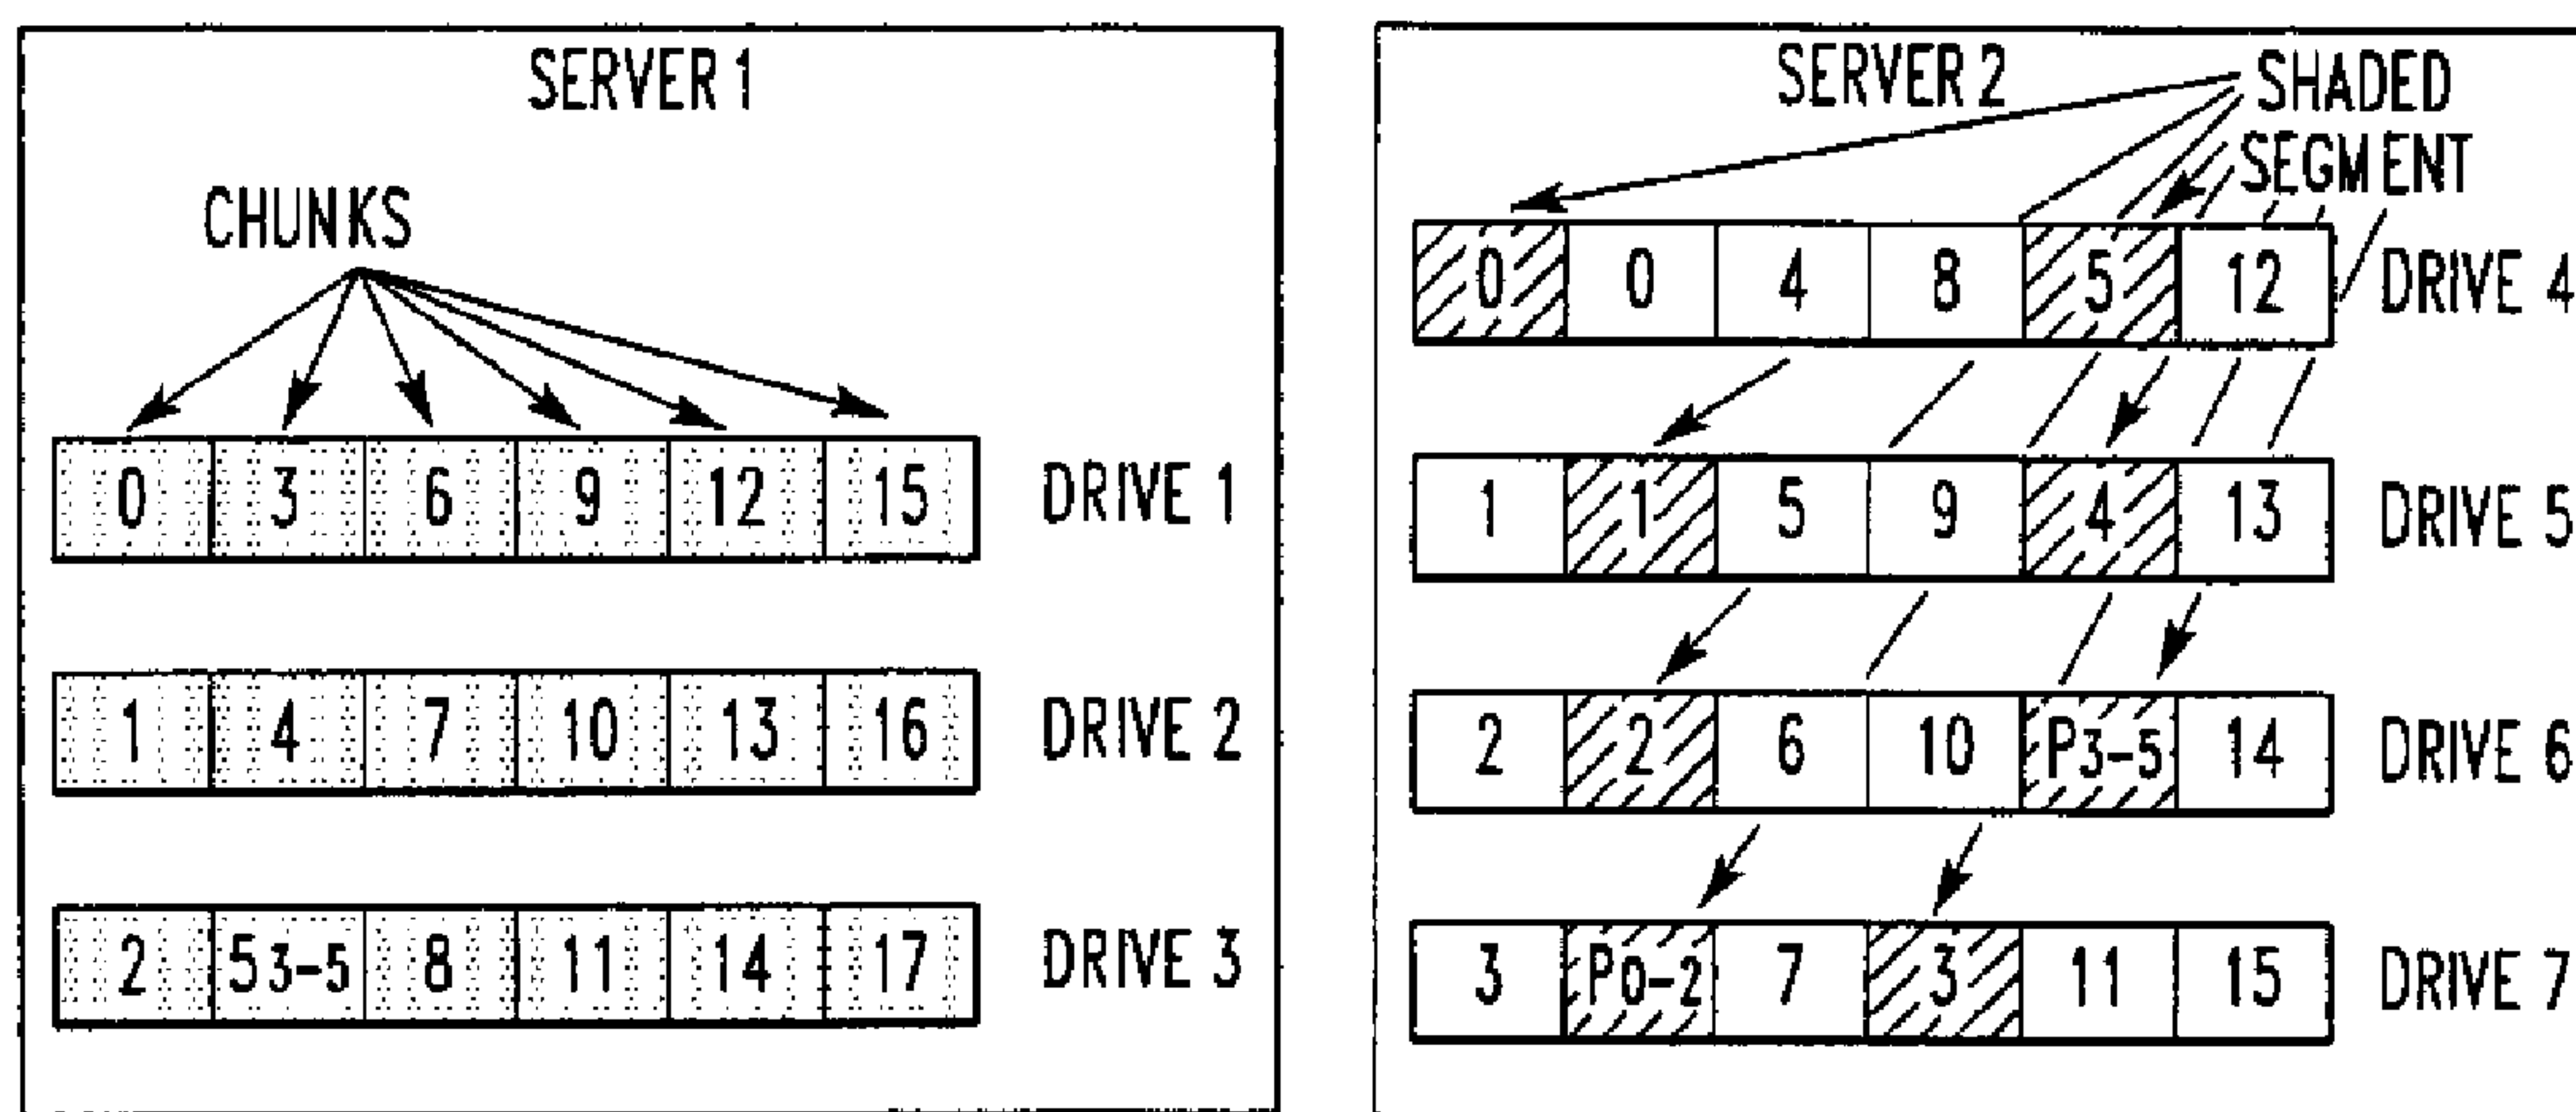 SERVER 1
CHUNKS
0 3 6 9 12 15 DRIVE 1
1 4 7 10 13 16 DRIVE 2
2 53-5 8 11 14 17 DRIVE 3
SERVER 2
SHADED
SEGMENT
0 0 4 8 5 12 DRIVE 4
1 1 5 9 4 13 DRIVE 5
2 2 6 10 P3-5 14 DRIVE 6
3 P0-2 7 3 11 15 DRIVE 7